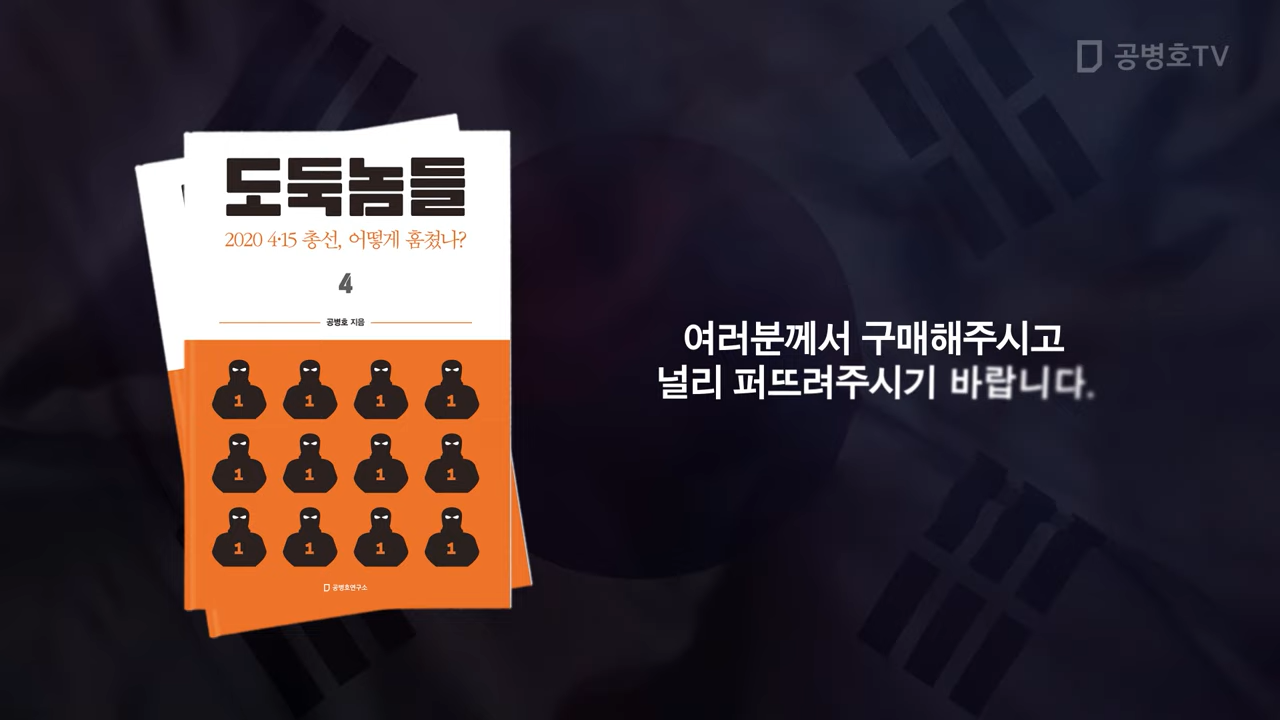 공병호TV
도둑놈들
2020 4·15 총선, 어떻게 훔쳤나?
4
공병호 지음
1 1 1 1
1 1 1 1
1 1 1 1
공병호연구소
여러분께서 구매해주시고
널리 퍼뜨려주시기 바랍니다.